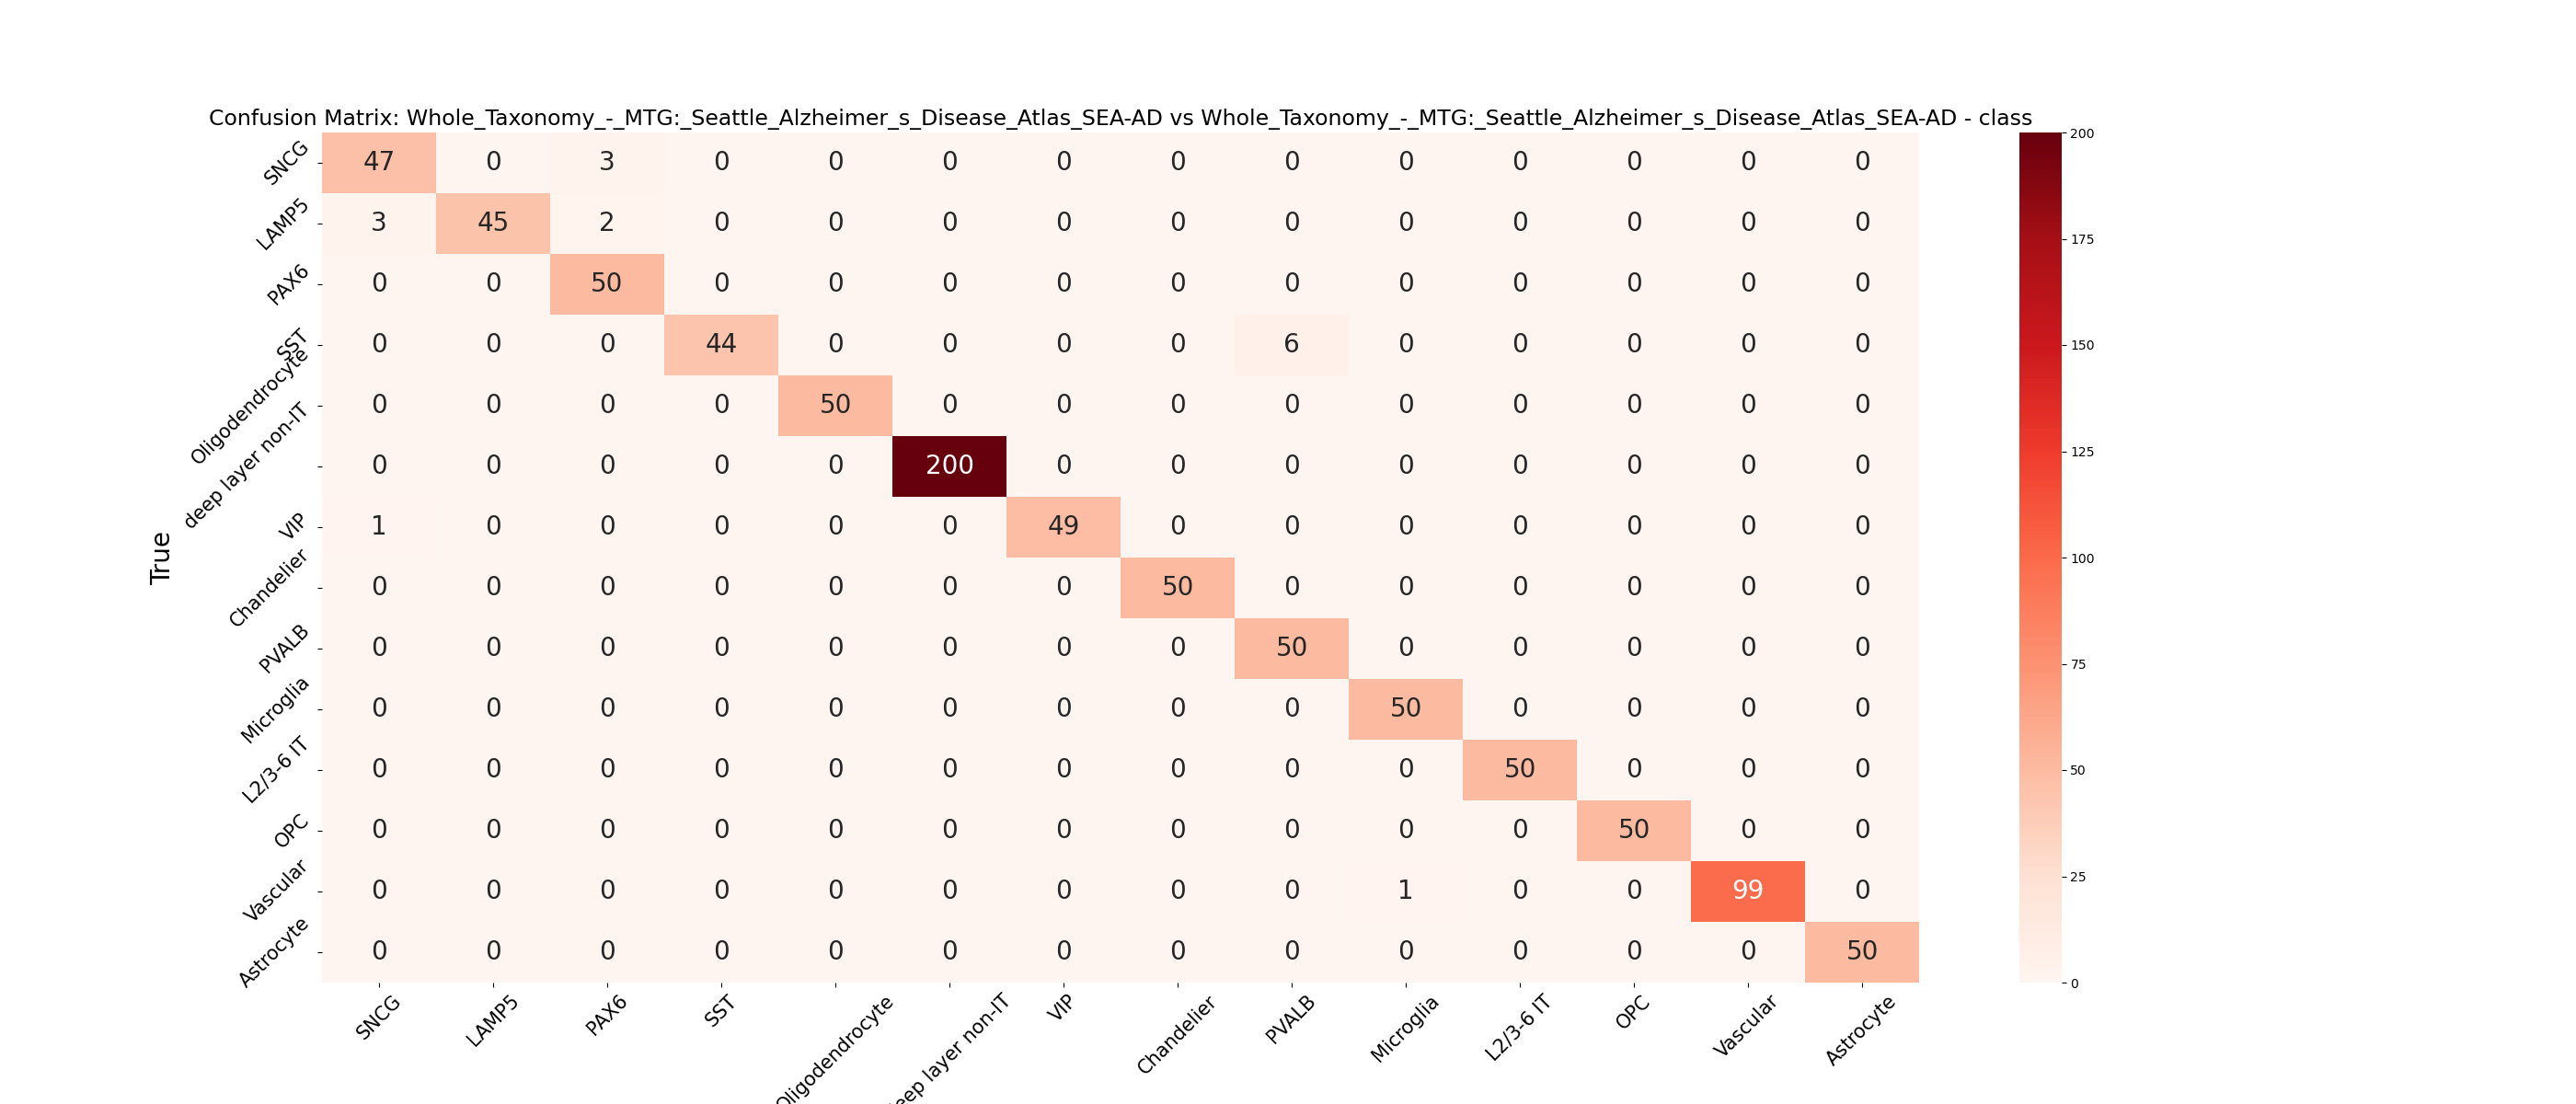 Confusion Matrix: Whole_Taxonomy_-_MTG:_Seattle_Alzheimer_s_Disease_Atlas_SEA-AD vs Whole_Taxonomy_-_MTG:_Seattle_Alzheimer_s_Disease_Atlas_SEA-AD - class
SNCG 47 0 3 0 0 0 0 0 0 0 0 0 0 0
LAMP5 3 45 2 0 0 0 0 0 0 0 0 0 0 0
PAX6 0 0 50 0 0 0 0 0 0 0 0 0 0 0
SST 0 0 0 44 0 0 0 0 6 0 0 0 0 0
Oligodendrocyte 0 0 0 0 50 0 0 0 0 0 0 0 0 0
deep layer non-IT 0 0 0 0 0 200 0 0 0 0 0 0 0 0
VIP 1 0 0 0 0 0 49 0 0 0 0 0 0 0
Chandelier 0 0 0 0 0 0 0 50 0 0 0 0 0 0
PVALB 0 0 0 0 0 0 0 0 50 0 0 0 0 0
Microglia 0 0 0 0 0 0 0 0 0 50 0 0 0 0
L2/3-6 IT 0 0 0 0 0 0 0 0 0 0 50 0 0 0
OPC 0 0 0 0 0 0 0 0 0 0 0 50 0 0
Vascular 0 0 0 0 0 0 0 0 0 1 0 0 99 0
Astrocyte 0 0 0 0 0 0 0 0 0 0 0 0 0 50
True
SNCG LAMP5 PAX6 SST Oligodendrocyte eep layer non-IT VIP Chandelier PVALB Microglia L2/3-6 IT OPC Vascular Astrocyte
200
175
150
125
100
75
50
25
0